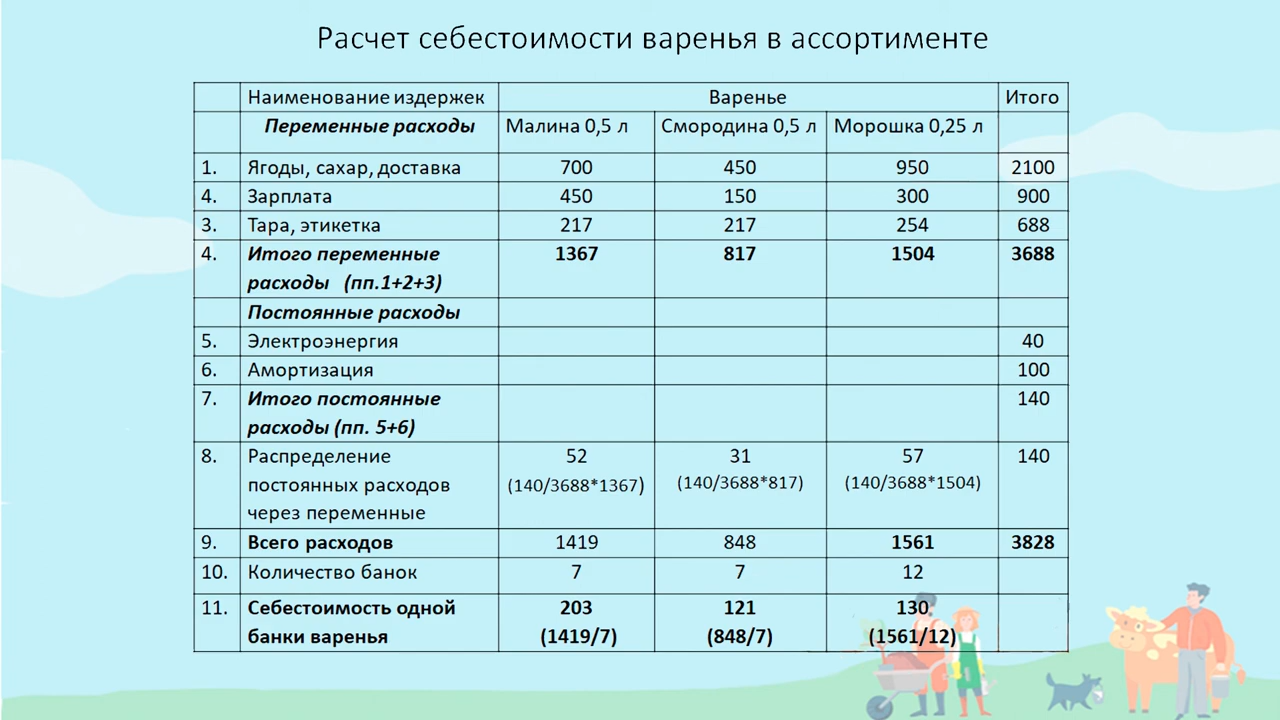 Расчет себестоимости варенья в ассортименте
Наименование издержек Варенье Итого
Переменные расходы Малина 0,5 л Смородина 0,5 л Морошка 0,25 л
1. Ягоды, сахар, доставка 700 450 950 2100
4. Зарплата 450 150 300 900
3. Тара, этикетка 217 217 254 688
4. Итого переменные 1367 817 1504 3688
расходы (пп.1+2+3)
Постоянные расходы
5. Электроэнергия 40
6. Амортизация 100
7. Итого постоянные 140
расходы (пп. 5+6)
8. Распределение 52 31 57 140
постоянных расходов (140/3688*1367) (140/3688*817) (140/3688*1504)
через переменные
9. Всего расходов 1419 848 1561 3828
10. Количество банок 7 7 12
11. Себестоимость одной 203 121 130
банки варенья (1419/7) (848/7) (1561/12)